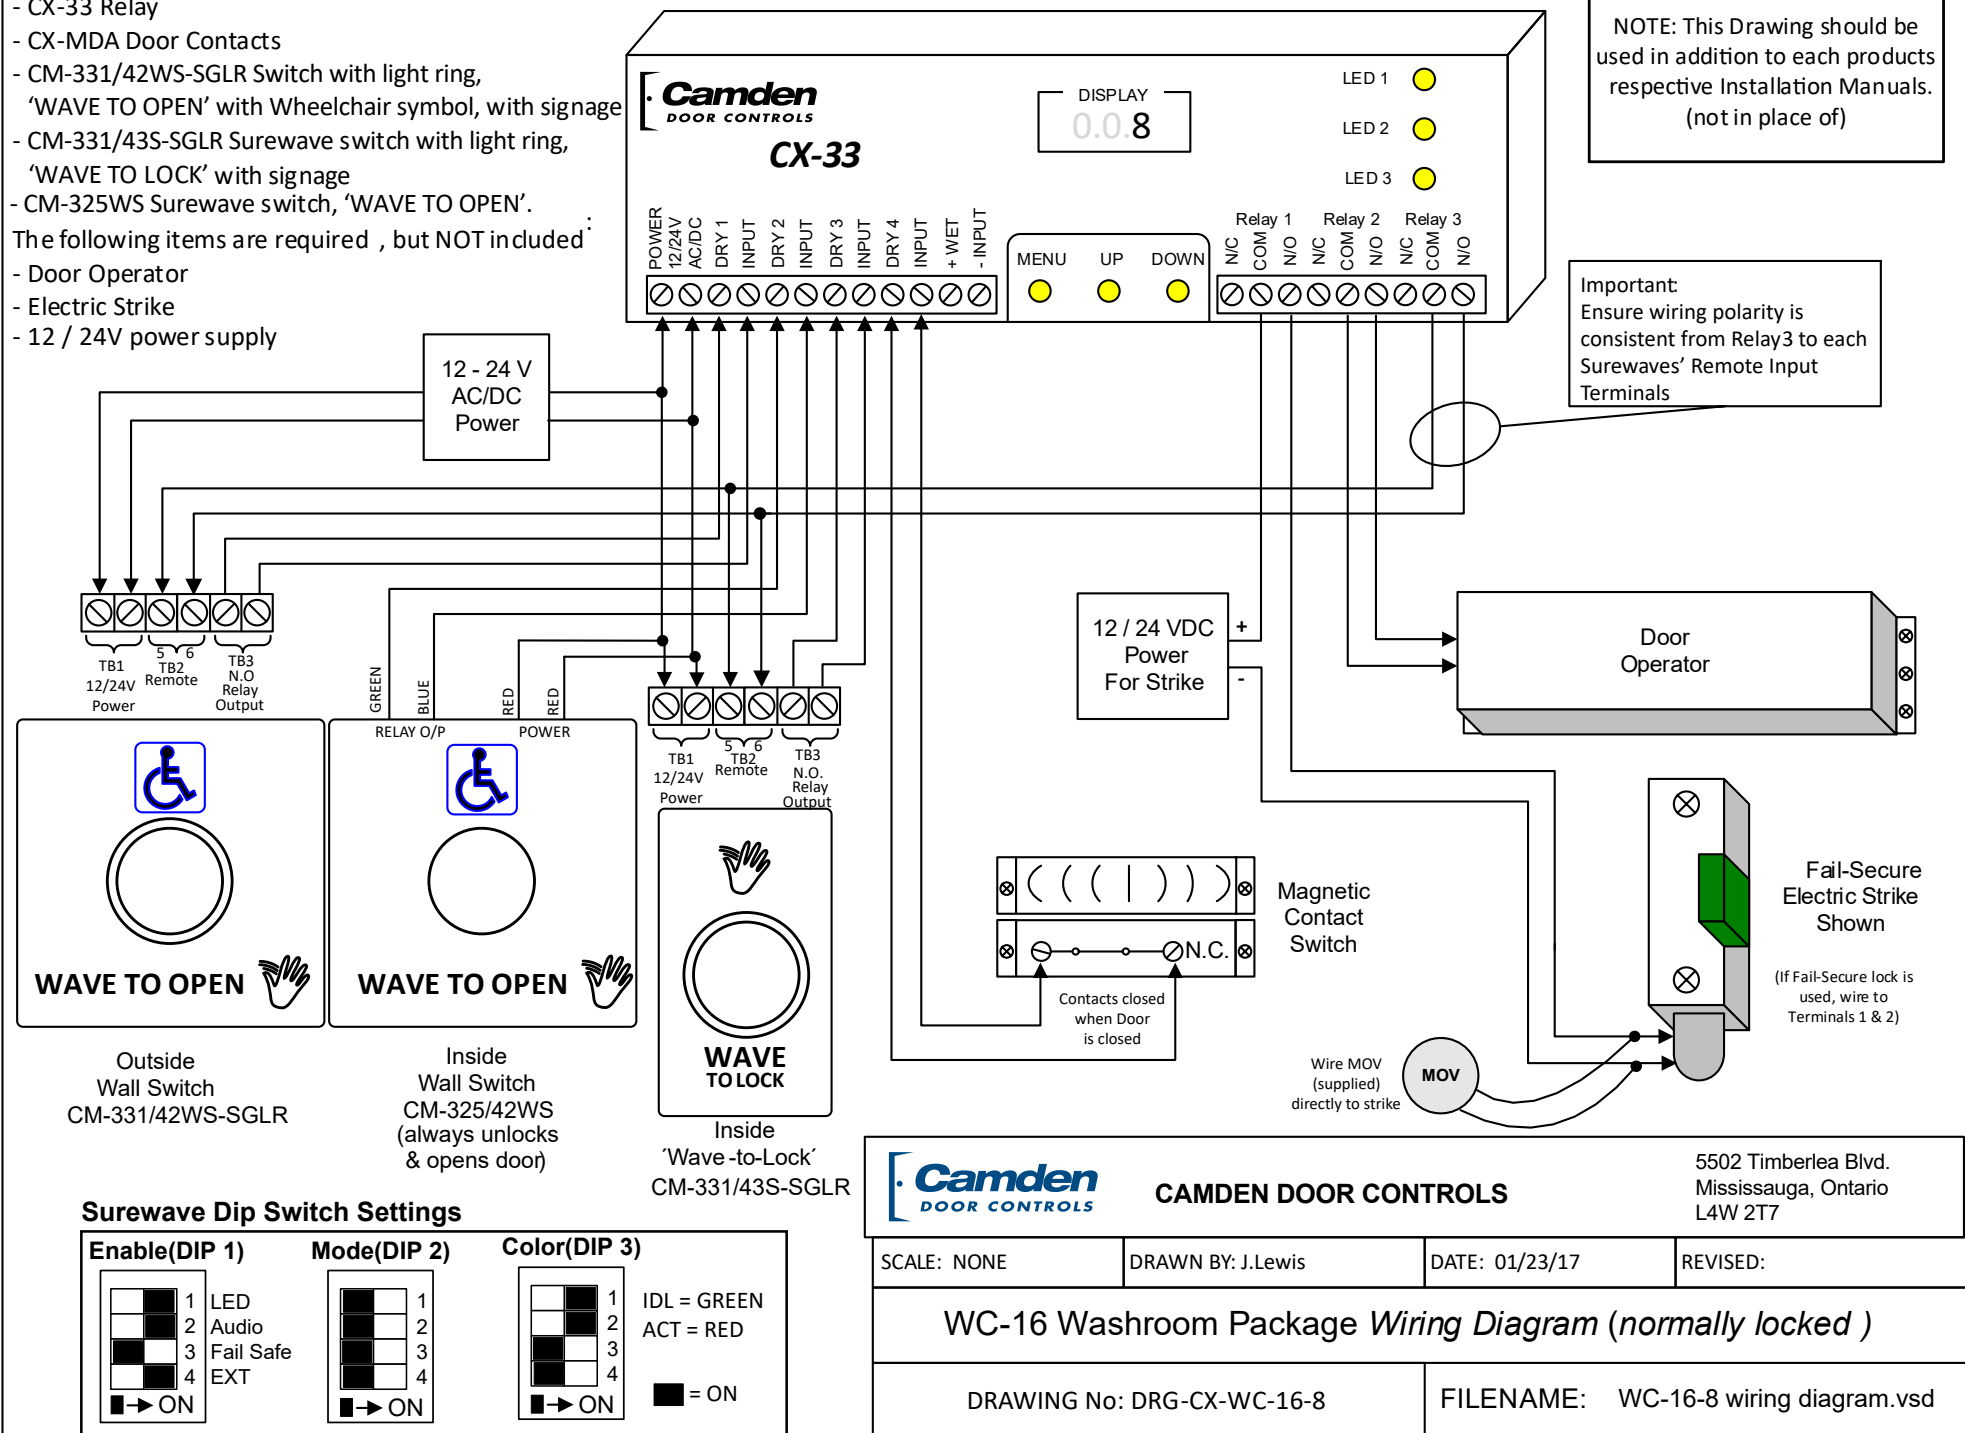 - CX-33 Relay
- CX-MDA Door Contacts
- CM-331/42WS-SGLR Switch with light ring,
'WAVE TO OPEN' with Wheelchair symbol, with signage
- CM-331/43S-SGLR Surewave switch with light ring,
'WAVE TO LOCK' with signage
- CM-325WS Surewave switch, 'WAVE TO OPEN'.
The following items are required , but NOT included :
- Door Operator
- Electric Strike
- 12 / 24V power supply
Camden
DOOR CONTROLS
CX-33
DISPLAY
0.0.8
LED 1
LED 2
LED 3
NOTE: This Drawing should be
used in addition to each products
respective Installation Manuals.
(not in place of)
POWER
12/24V
AC/DC
DRY 1
INPUT
DRY 2
INPUT
DRY 3
INPUT
DRY 4
INPUT
+ WET
- INPUT
MENU UP DOWN
Relay 1 Relay 2 Relay 3
N/C
COM
N/O
N/C
COM
N/O
N/C
COM
N/O
Important:
Ensure wiring polarity is
consistent from Relay3 to each
Surewaves' Remote Input
Terminals
12 - 24 V
AC/DC
Power
TB1
12/24V
Power
5 6
TB2
Remote
TB3
N.O
Relay
Output
GREEN
BLUE
RED
RED
RELAY O/P
POWER
TB1
12/24V
Power
5 6
TB2
Remote
TB3
N.O.
Relay
Output
12 / 24 VDC
Power
For Strike
+
-
Door
Operator
WAVE TO OPEN
WAVE TO OPEN
WAVE
TO LOCK
Outside
Wall Switch
CM-331/42WS-SGLR
Inside
Wall Switch
CM-325/42WS
(always unlocks
& opens door)
Inside
´Wave -to-Lock´
CM-331/43S-SGLR
N.C.
Magnetic
Contact
Switch
Contacts closed
when Door
is closed
Fail-Secure
Electric Strike
Shown
(If Fail-Secure lock is
used, wire to
Terminals 1 & 2)
Wire MOV
(supplied)
directly to strike
MOV
Surewave Dip Switch Settings
Enable(DIP 1)
1 LED
2 Audio
3 Fail Safe
4 EXT
ON
Mode(DIP 2)
1
2
3
4
ON
Color(DIP 3)
1
2
3
4
ON
IDL = GREEN
ACT = RED
= ON
Camden
DOOR CONTROLS
CAMDEN DOOR CONTROLS
5502 Timberlea Blvd.
Mississauga, Ontario
L4W 2T7
SCALE: NONE
DRAWN BY: J.Lewis
DATE: 01/23/17
REVISED:
WC-16 Washroom Package Wiring Diagram (normally locked )
DRAWING No: DRG-CX-WC-16-8
FILENAME: WC-16-8 wiring diagram.vsd